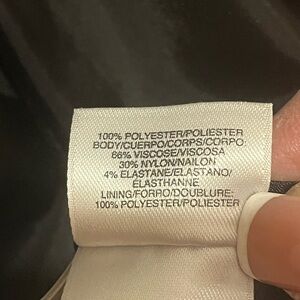 100% POLYESTER/POLIESTER
BODY/CUERPO/CORPS/CORPO:
66% VISCOSE/VISCOSA
30% NYLON/NAILON
4% ELASTANE/ELASTANO/
ÉLASTHANNE
LINING/FORRO/DOUBLURE:
100% POLYESTER/POLIESTER